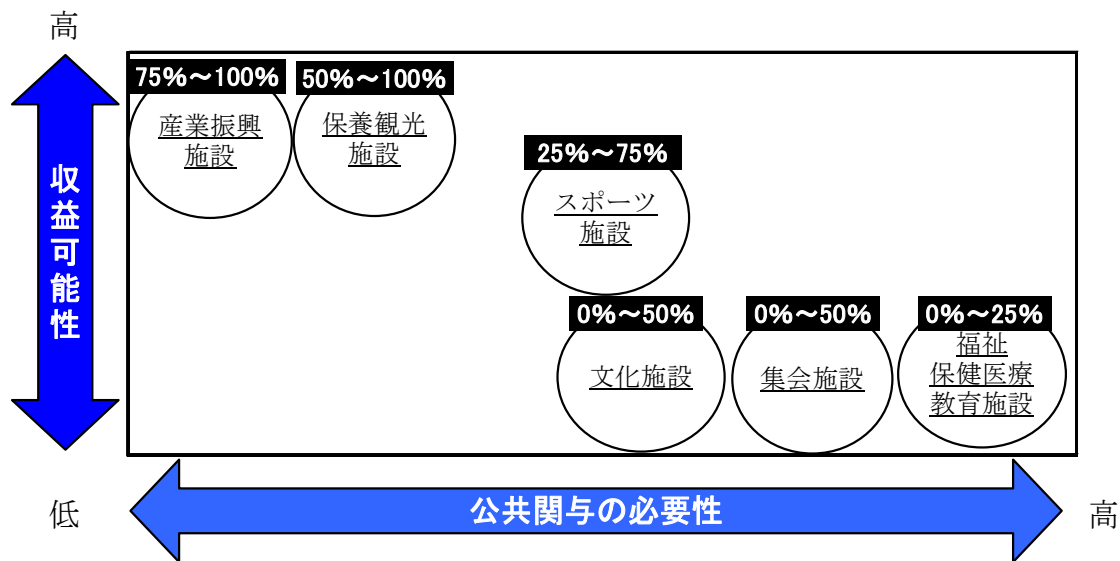 高
75%～100%
産業振興
施設
50%～100%
保養観光
施設
25%～75%
スポーツ
施設
収益可能性
0%～50%
文化施設
0%～50%
集会施設
0%～25%
福祉
保健医療
教育施設
低
公共関与の必要性
高